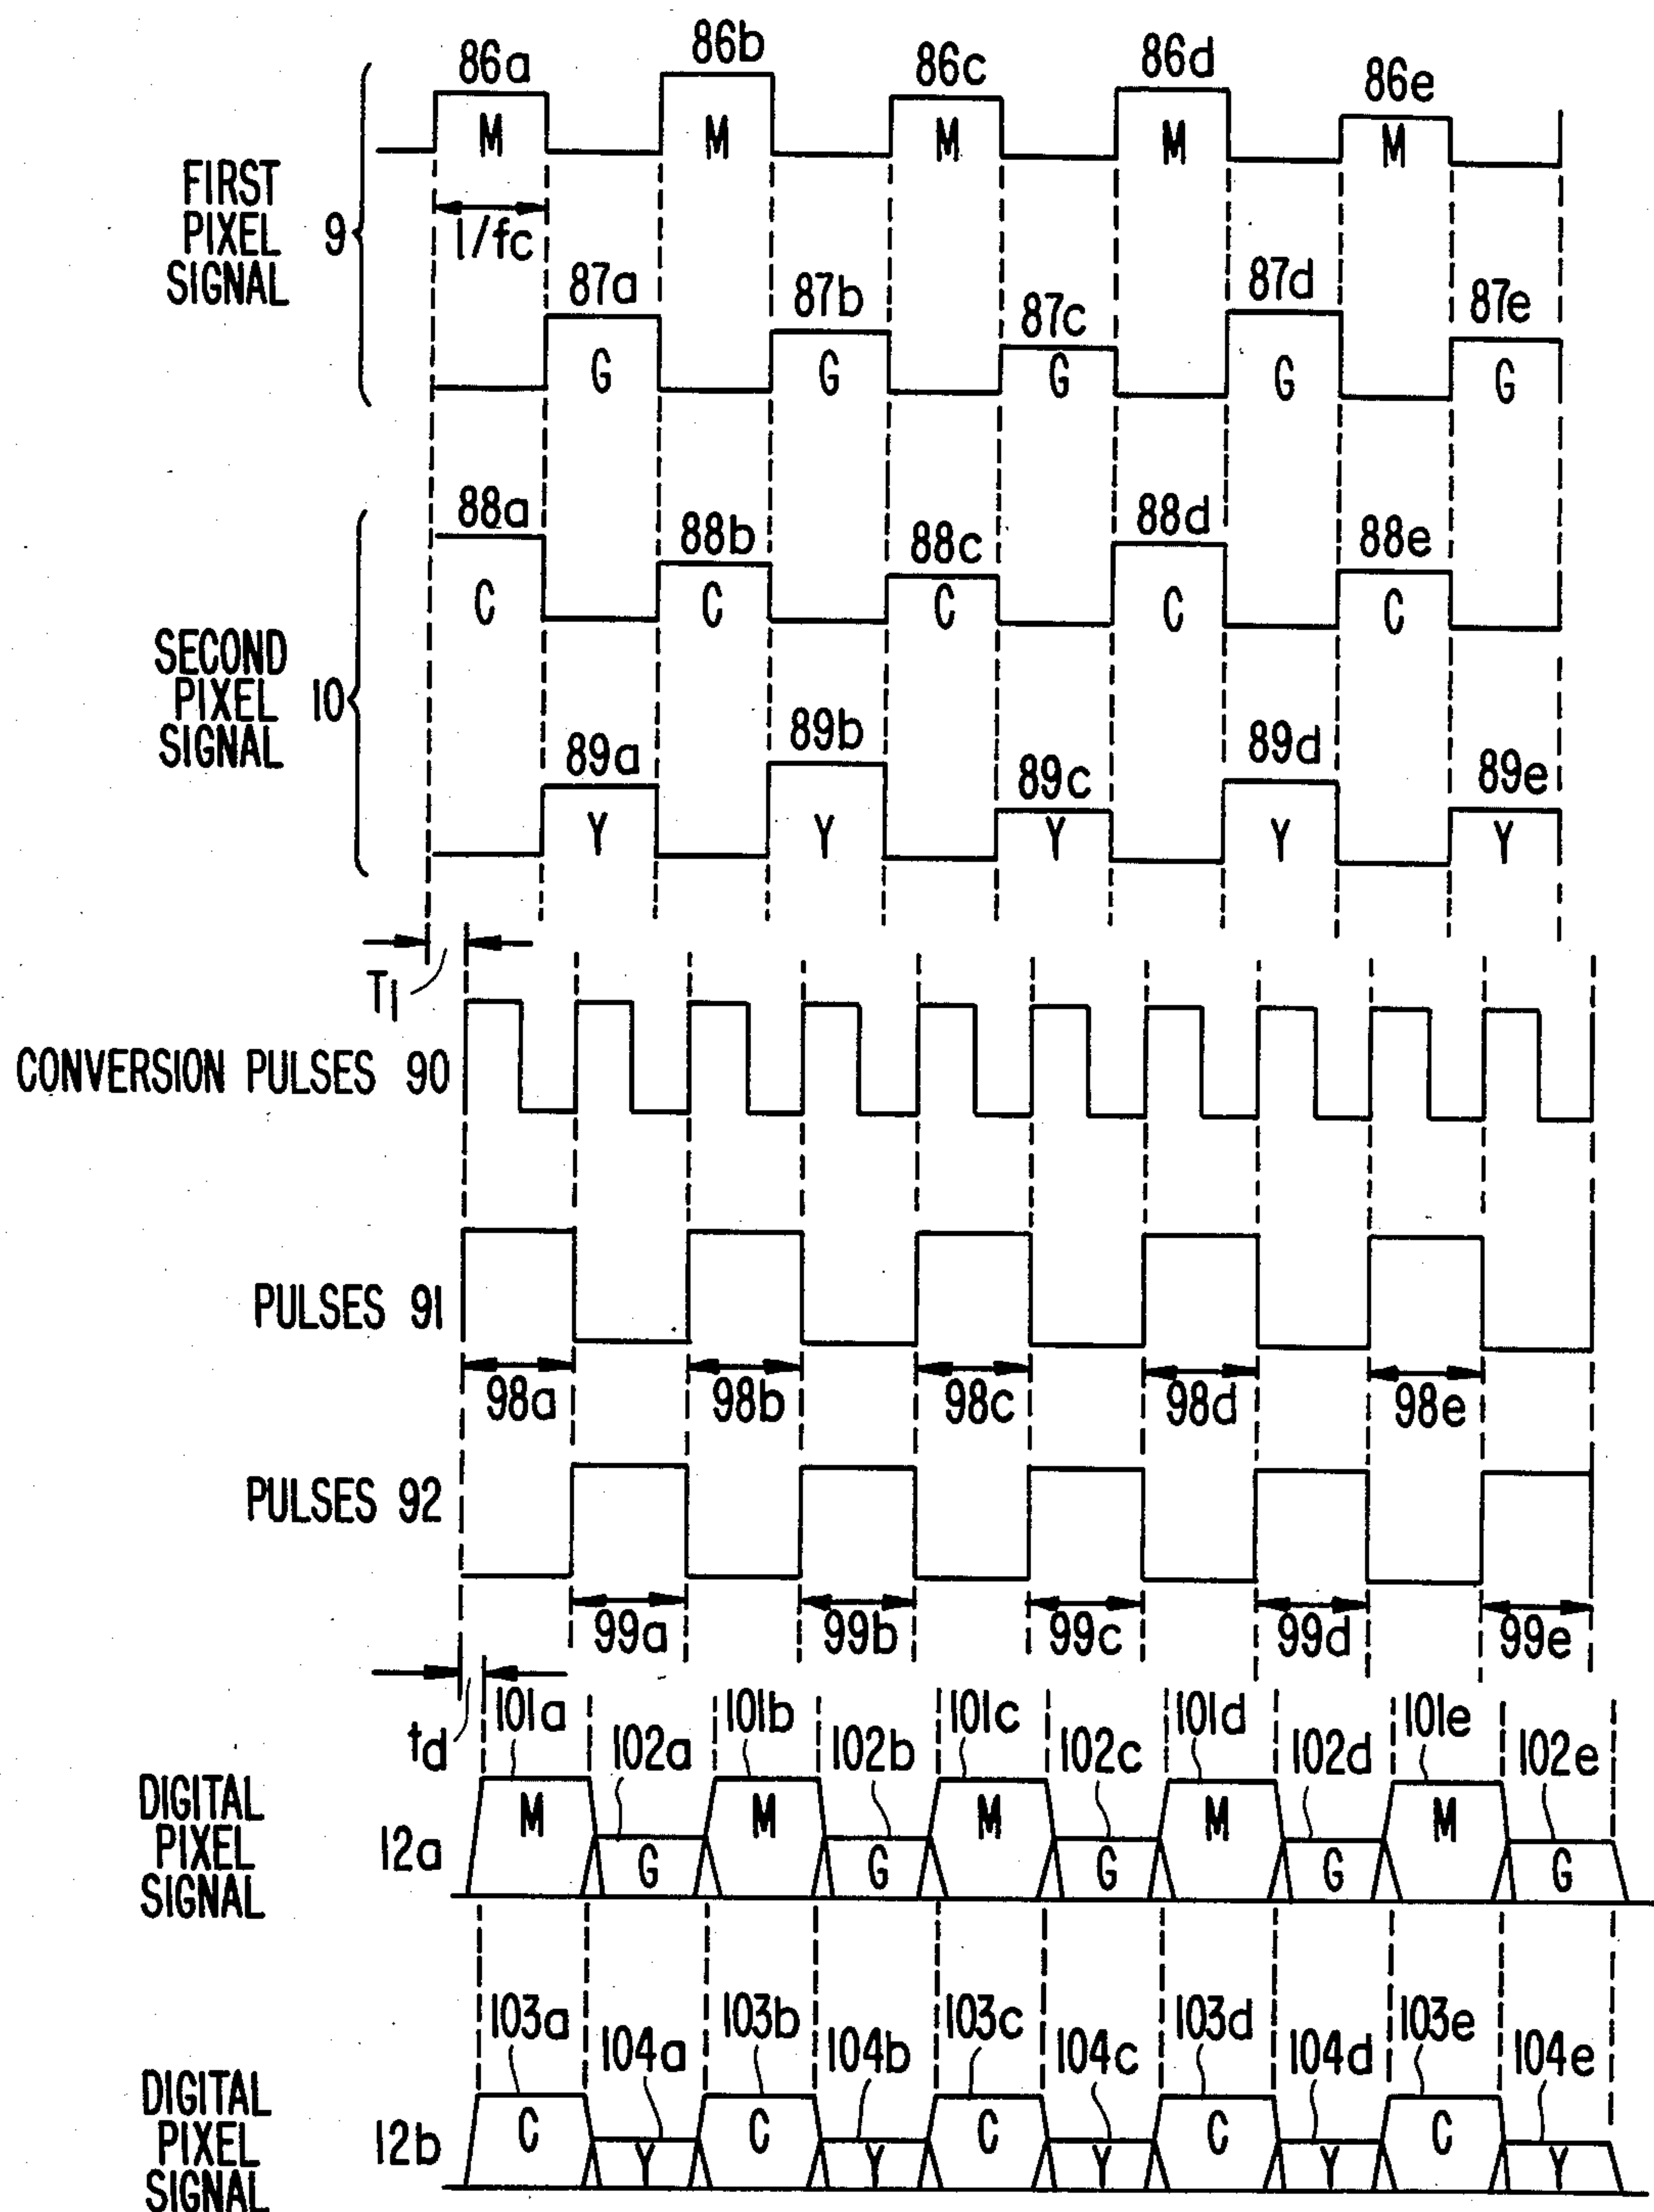 86a 86b 86c 86d 86e
M M M M M
FIRST
PIXEL 9
SIGNAL
1/fc
87a 87b 87c 87d 87e
G G G G G
88a 88b 88c 88d 88e
C C C C C
SECOND
PIXEL 10
SIGNAL
89a 89b 89c 89d 89e
Y Y Y Y Y
T1
CONVERSION PULSES 90
PULSES 91
98a 98b 98c 98d 98e
PULSES 92
99a 99b 99c 99d 99e
td
101a 101b 101c 101d 101e
102a 102b 102c 102d 102e
DIGITAL
PIXEL 12a
SIGNAL
M G M G M G M G M G
103a 103b 103c 103d 103e
104a 104b 104c 104d 104e
DIGITAL
PIXEL 12b
SIGNAL
C Y C Y C Y C Y C Y